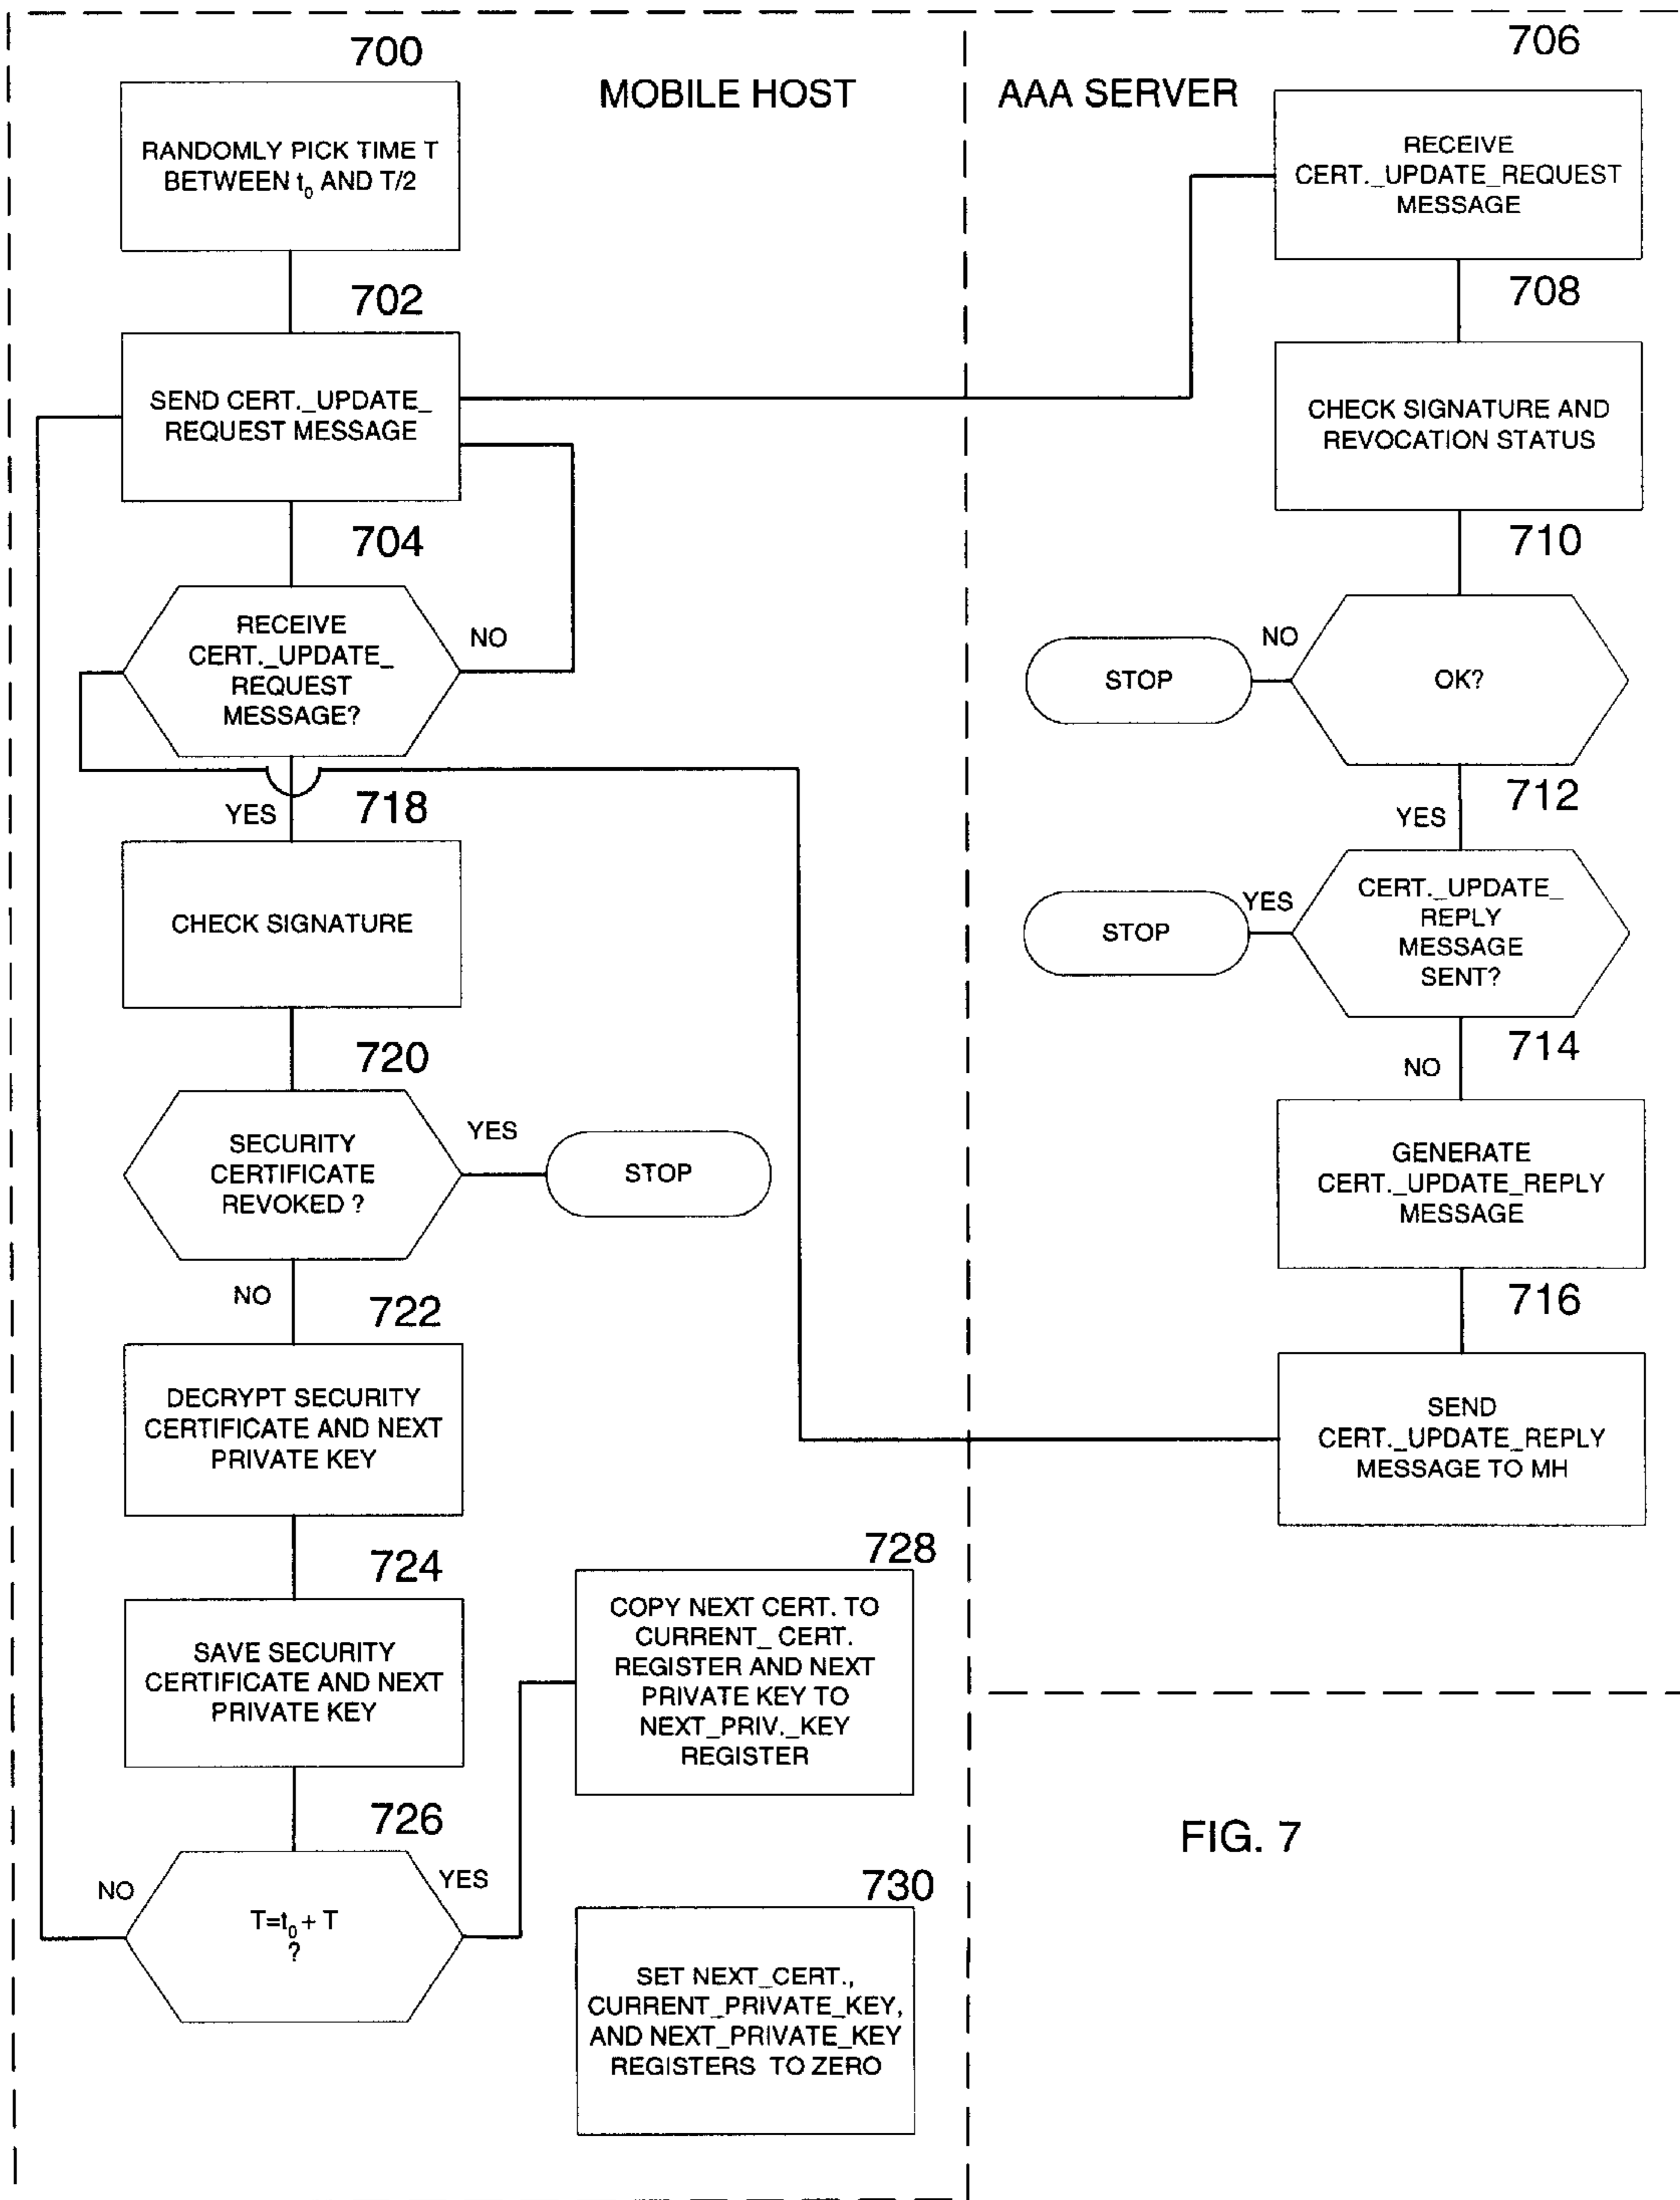 MOBILE HOST
700
RANDOMLY PICK TIME T
BETWEEN t0 AND T/2
702
SEND CERT._UPDATE_
REQUEST MESSAGE
704
RECEIVE
CERT._UPDATE_
REQUEST
MESSAGE?
NO
YES
718
CHECK SIGNATURE
720
SECURITY
CERTIFICATE
REVOKED ?
YES
STOP
NO
722
DECRYPT SECURITY
CERTIFICATE AND NEXT
PRIVATE KEY
724
SAVE SECURITY
CERTIFICATE AND NEXT
PRIVATE KEY
726
T=t0+ T
?
NO
YES
728
COPY NEXT CERT. TO
CURRENT_ CERT.
REGISTER AND NEXT
PRIVATE KEY TO
NEXT_PRIV._KEY
REGISTER
730
SET NEXT_CERT.,
CURRENT_PRIVATE_KEY,
AND NEXT_PRIVATE_KEY
REGISTERS TO ZERO
AAA SERVER
706
RECEIVE
CERT._UPDATE_REQUEST
MESSAGE
708
CHECK SIGNATURE AND
REVOCATION STATUS
710
OK?
NO
STOP
YES
712
CERT._UPDATE_
REPLY
MESSAGE
SENT?
YES
STOP
NO
714
GENERATE
CERT._UPDATE_REPLY
MESSAGE
716
SEND
CERT._UPDATE_REPLY
MESSAGE TO MH
FIG. 7